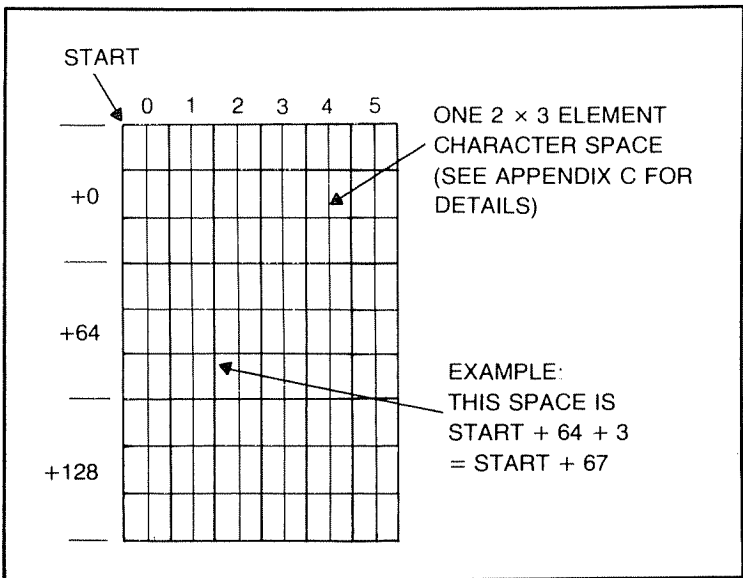 START
0 1 2 3 4 5
ONE 2 × 3 ELEMENT
CHARACTER SPACE
(SEE APPENDIX C FOR
DETAILS)
+0
+64
EXAMPLE:
THIS SPACE IS
START + 64 + 3
= START + 67
+128